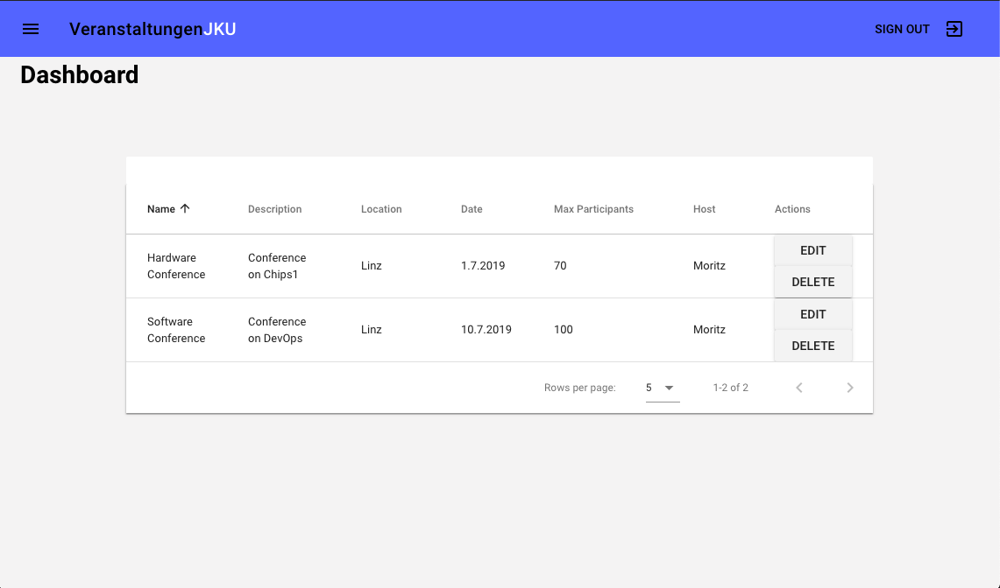 VeranstaltungenJKU SIGN OUT
Dashboard
Name Description Location Date Max Participants Host Actions
Hardware Conference Conference on Chips1 Linz 1.7.2019 70 Moritz EDIT DELETE
Software Conference Conference on DevOps Linz 10.7.2019 100 Moritz EDIT DELETE
Rows per page: 5 1-2 of 2